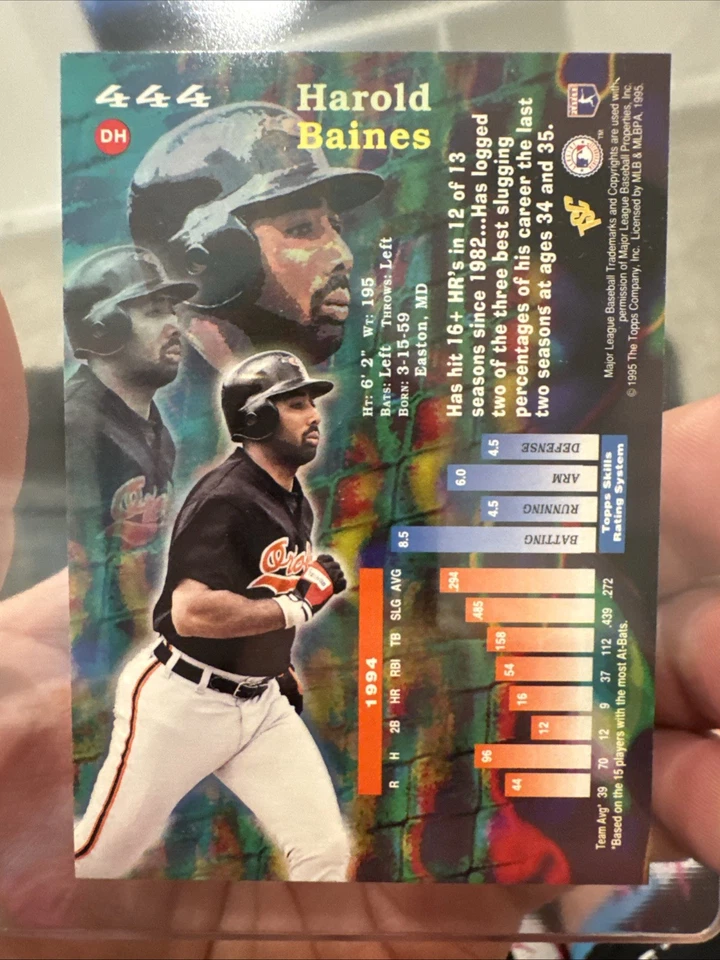 444
DH
Harold
Baines
HT: 6' 2" WT: 195
BATS: Left THROWS: Left
BORN: 3-15-59
Easton, MD
Has hit 16+ HR's in 12 of 13
seasons since 1982...Has logged
two of the three best slugging
percentages of his career the last
two seasons at ages 34 and 35.
TSC
TM
Major League Baseball Trademarks and Copyrights are used with
permission of Major League Baseball Properties, Inc.
© 1995 The Topps Company, Inc. Licensed by MLB & MLBPA, 1995.
1994
R H 2B HR RBI TB SLG AVG
44 96 12 16 54 158 .485 .294
Team Avg* 39 70 12 9 37 112 .439 .272
*Based on the 15 players with the most At-Bats.
8.5 4.5 6.0 4.5
BATTING RUNNING ARM DEFENSE
Topps Skills
Rating System